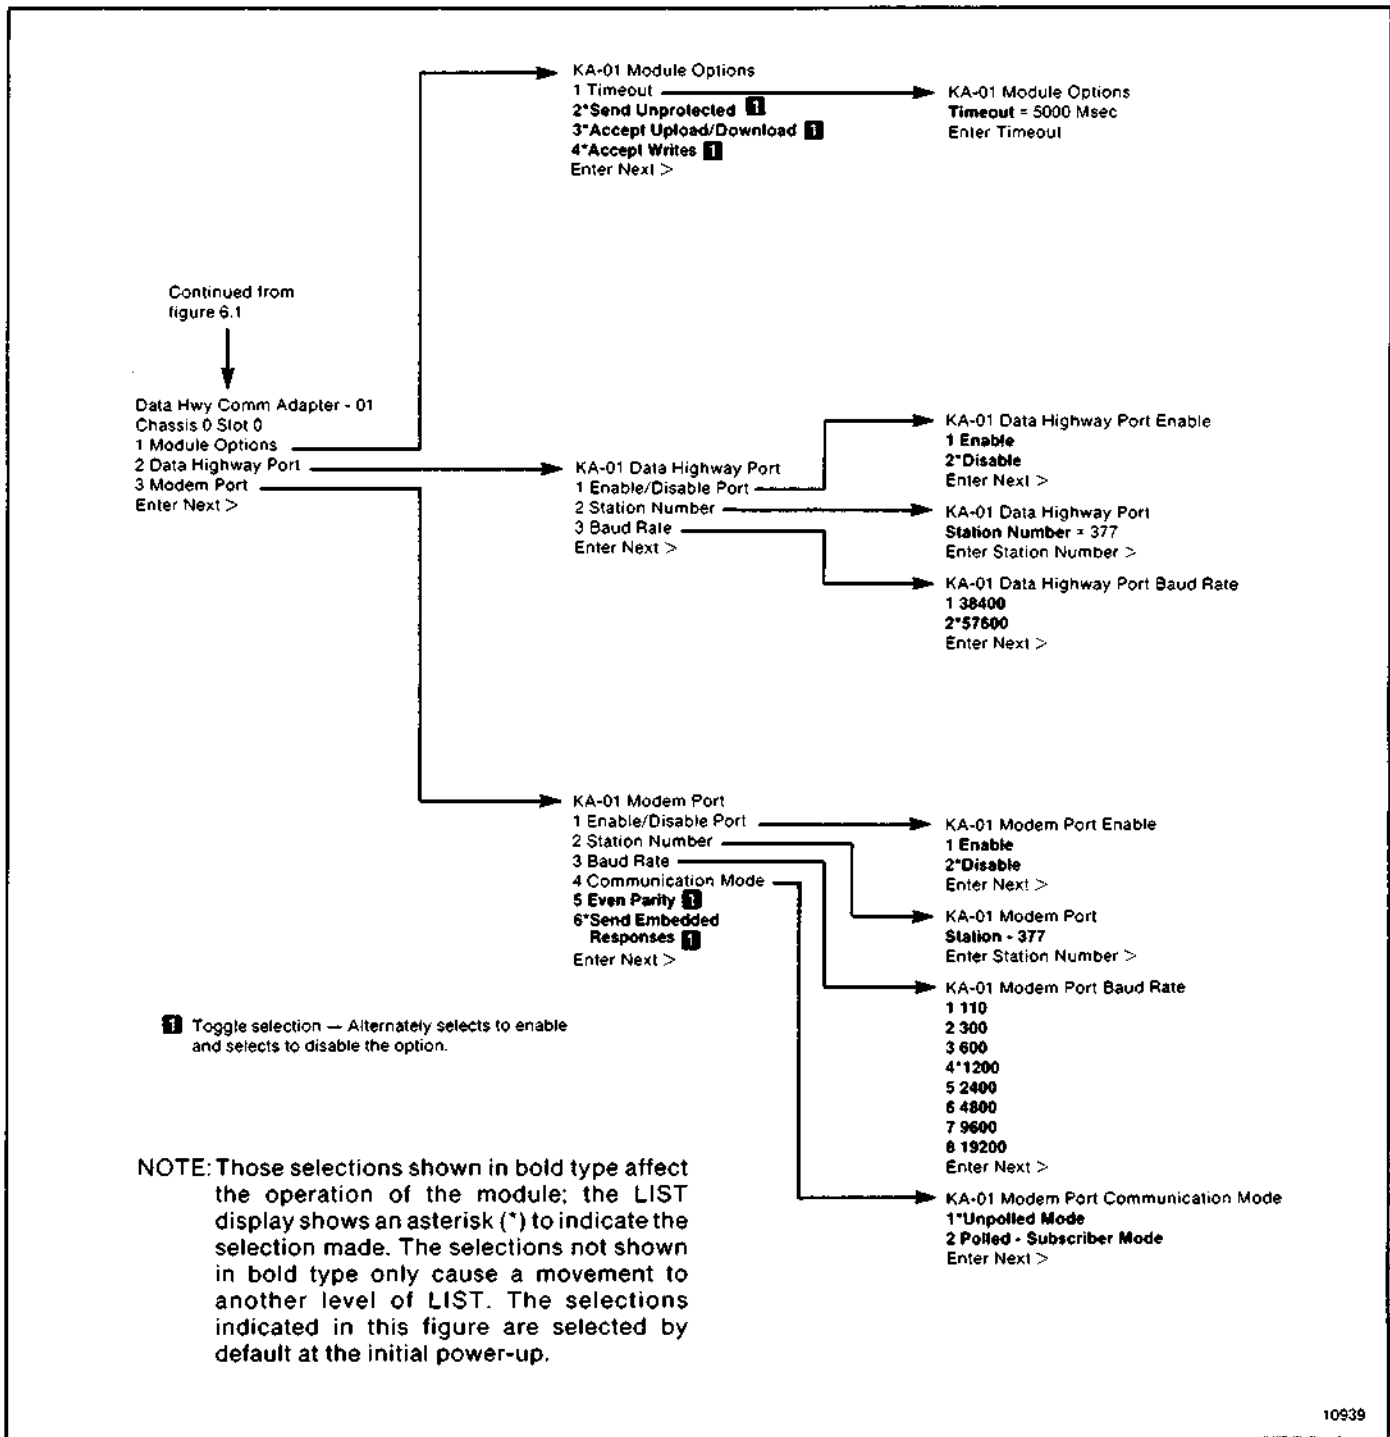 KA-01 Module Options
1 Timeout
2*Send Unprotected 1
3*Accept Upload/Download 1
4*Accept Writes 1
Enter Next >
KA-01 Module Options
Timeout = 5000 Msec
Enter Timeout
Continued from
figure 6.1
Data Hwy Comm Adapter - 01
Chassis 0 Slot 0
1 Module Options
2 Data Highway Port
3 Modem Port
Enter Next >
KA-01 Data Highway Port
1 Enable/Disable Port
2 Station Number
3 Baud Rate
Enter Next >
KA-01 Data Highway Port Enable
1 Enable
2*Disable
Enter Next >
KA-01 Data Highway Port
Station Number = 377
Enter Station Number >
KA-01 Data Highway Port Baud Rate
1 38400
2*57600
Enter Next >
KA-01 Modem Port
1 Enable/Disable Port
2 Station Number
3 Baud Rate
4 Communication Mode
5 Even Parity 1
6*Send Embedded
Responses 1
Enter Next >
KA-01 Modem Port Enable
1 Enable
2*Disable
Enter Next >
KA-01 Modem Port
Station - 377
Enter Station Number >
KA-01 Modem Port Baud Rate
1 110
2 300
3 600
4*1200
5 2400
6 4800
7 9600
8 19200
Enter Next >
KA-01 Modem Port Communication Mode
1*Unpolled Mode
2 Polled - Subscriber Mode
Enter Next >
1 Toggle selection — Alternately selects to enable
and selects to disable the option.
NOTE: Those selections shown in bold type affect
the operation of the module; the LIST
display shows an asterisk (*) to indicate the
selection made. The selections not shown
in bold type only cause a movement to
another level of LIST. The selections
indicated in this figure are selected by
default at the initial power-up.
10939